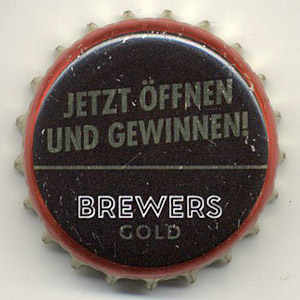 JETZT ÖFFNEN
UND GEWINNEN!
BREWERS
GOLD